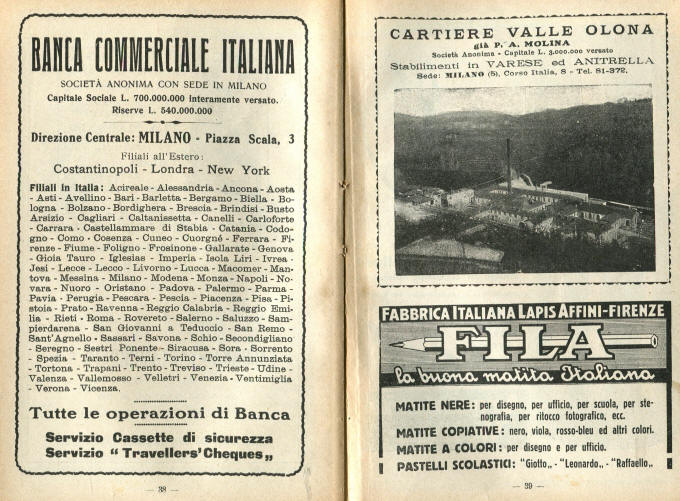 BANCA COMMERCIALE ITALIANA
SOCIETÀ ANONIMA CON SEDE IN MILANO
Capitale Sociale L. 700.000.000 interamente versato.
Riserve L. 540.000.000
Direzione Centrale: MILANO - Piazza Scala, 3
Filiali all'Estero:
Costantinopoli - Londra - New York
Filiali in Italia: Acireale - Alessandria - Ancona - Aosta
- Asti - Avellino - Bari - Barletta - Bergamo - Biella - Bo-
logna - Bolzano - Bordighera - Brescia - Brindisi - Busto
Arsizio - Cagliari - Caltanissetta - Canelli - Carloforte
- Carrara - Castellammare di Stabia - Catania - Codo-
gno - Como - Cosenza - Cuneo - Cuorgné - Ferrara - Fi-
renze - Fiume - Foligno - Frosinone - Gallarate - Genova
- Gioia Tauro - Iglesias - Imperia - Isola Liri - Ivrea
Jesi - Lecce - Lecco - Livorno - Lucca - Macomer - Man-
tova - Messina - Milano - Modena - Monza - Napoli - No-
vara - Nuoro - Oristano - Padova - Palermo - Parma -
Pavia - Perugia - Pescara - Pescia - Piacenza - Pisa - Pi-
stoia - Prato - Ravenna - Reggio Calabria - Reggio Emi-
lia - Rieti - Roma - Rovereto - Salerno - Saluzzo - Sam-
pierdarena - San Giovanni a Teduccio - San Remo -
Sant'Agnello - Sassari - Savona - Schio - Secondigliano
- Seregno - Sestri Ponente - Siracusa - Sora - Sorrento
- Spezia - Taranto - Terni - Torino - Torre Annunziata
- Tortona - Trapani - Trento - Treviso - Trieste - Udine -
Valenza - Vallemosso - Velletri - Venezia - Ventimiglia
- Verona - Vicenza.
Tutte le operazioni di Banca
Servizio Cassette di sicurezza
Servizio "Travellers' Cheques„
— 38 —
CARTIERE VALLE OLONA
già P. A. MOLINA
Società Anonima - Capitale L. 3.000.000 versato
Stabilimenti in VARESE ed ANITRELLA
Sede: MILANO (5), Corso Italia, 8 - Tel. 81-372.
FABBRICA ITALIANA LAPIS AFFINI-FIRENZE
FILA
la buona matita Italiana
MATITE NERE: per disegno, per ufficio, per scuola, per ste-
nografia, per ritocco fotografico, ecc.
MATITE COPIATIVE: nero, viola, rosso-bleu ed altri colori.
MATITE A COLORI: per disegno e per ufficio.
PASTELLI SCOLASTICI: "Giotto„ - "Leonardo„ - "Raffaello„
— 39 —